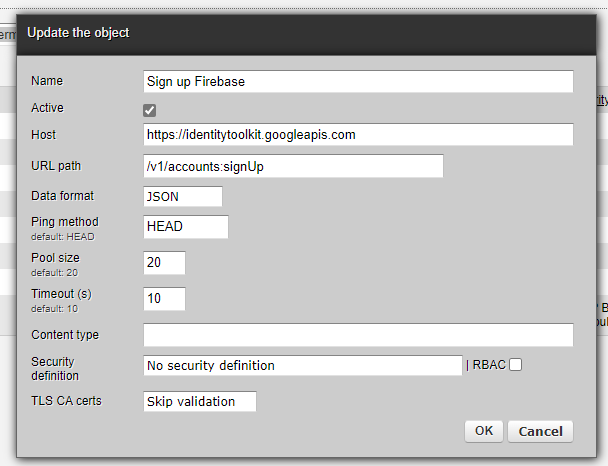 Update the object
Name Sign up Firebase
Active
Host https://identitytoolkit.googleapis.com
URL path /v1/accounts:signUp
Data format JSON
Ping method HEAD
default: HEAD
Pool size 20
default: 20
Timeout (s) 10
default: 10
Content type
Security definition No security definition | RBAC
TLS CA certs Skip validation
OK Cancel